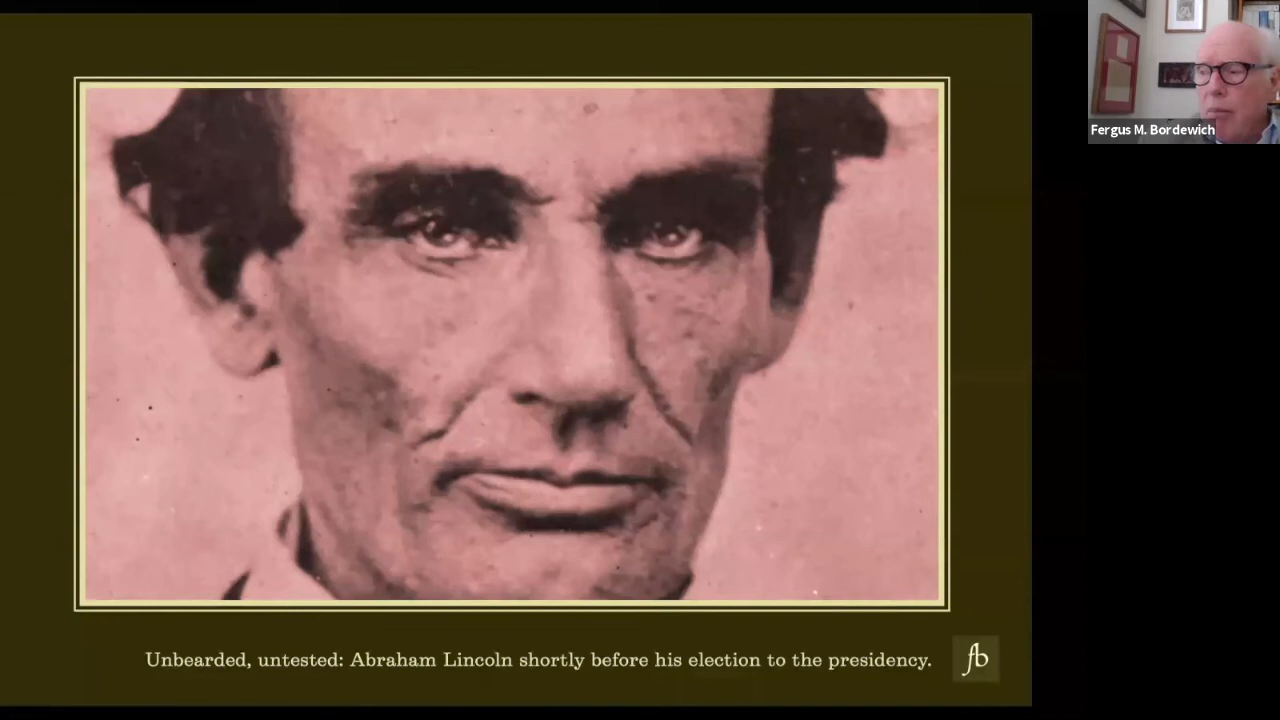 Fergus M. Bordewich
Unbearded, untested: Abraham Lincoln shortly before his election to the presidency.
fb